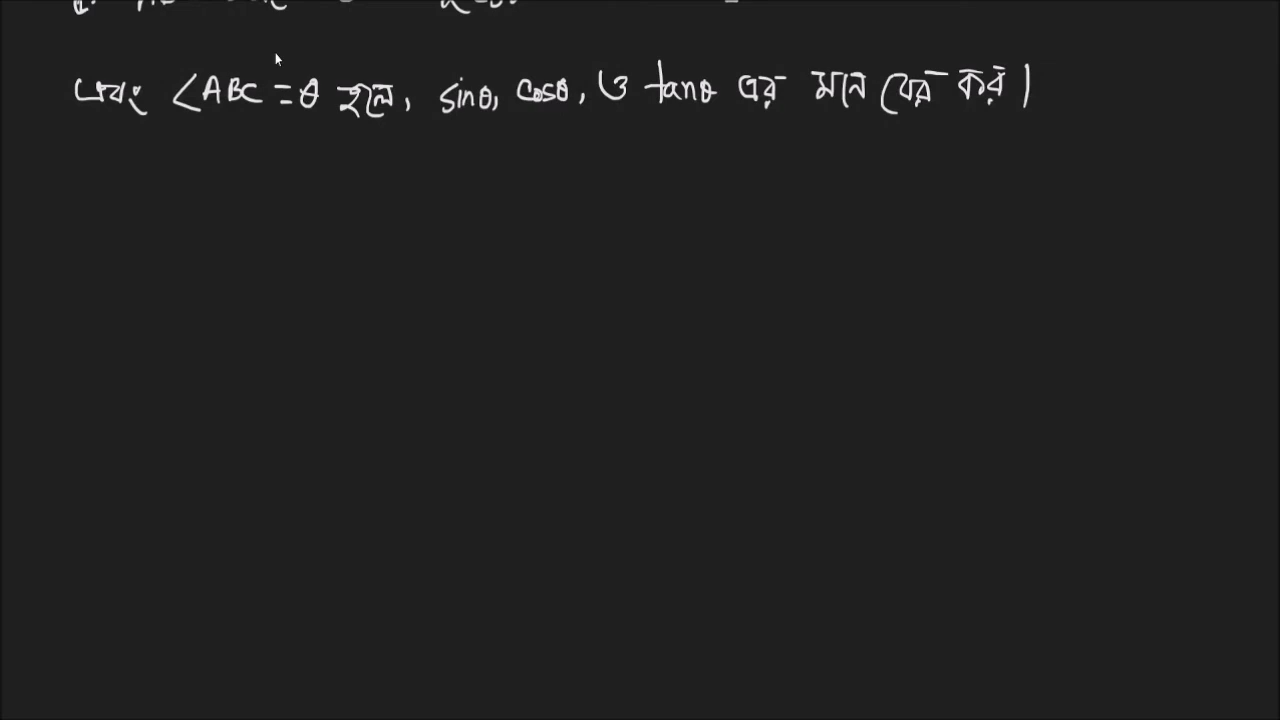 এবং ∠ABC = θ হলে, sinθ, cosθ, ও tanθ এর মান বের কর।